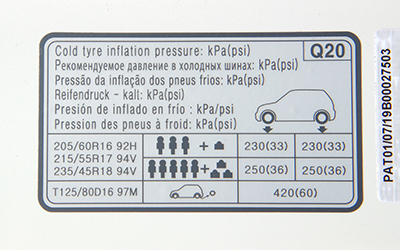 Cold tyre inflation pressure: kPa(psi) Q20
Рекомендуемое давление в холодных шинах: kPa(psi)
Pressão da inflação dos pneus frios: kPa(psi)
Reifendruck - kalt: kPa(psi)
Presión de inflado en frío : kPa/psi
Pression des pneus à froid: kPa(psi)
205/60R16 92H + 230(33) 230(33)
215/55R17 94V
235/45R18 94V + 250(36) 250(36)
T125/80D16 97M 420(60)
PAT01/07/19B00027503